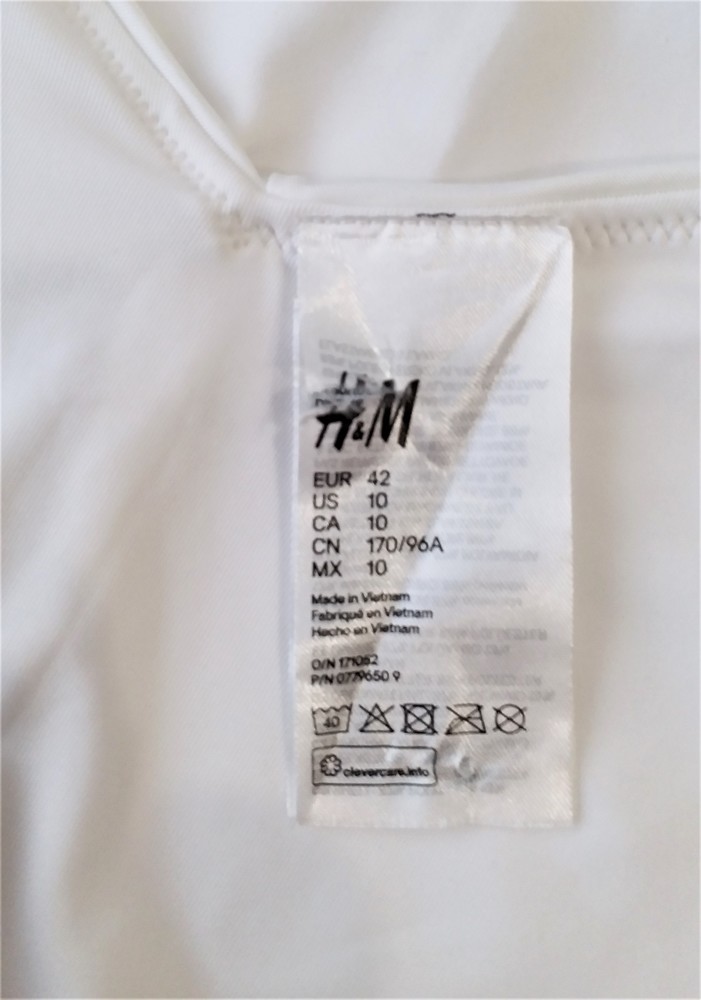 H&M
EUR 42
US 10
CA 10
CN 170/96A
MX 10
Made in Vietnam
Fabriqué en Vietnam
Hecho en Vietnam
O/N 171052
P/N 0779650 9
40
clevercare.info